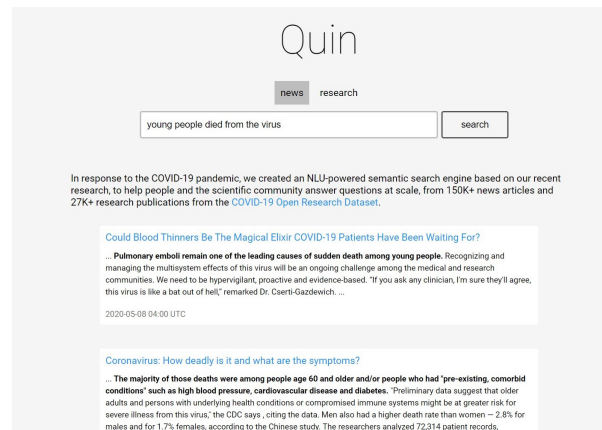 Quin
news research
young people died from the virus search
In response to the COVID-19 pandemic, we created an NLU-powered semantic search engine based on our recent
research, to help people and the scientific community answer questions at scale, from 150K+ news articles and
27K+ research publications from the COVID-19 Open Research Dataset.
Could Blood Thinners Be The Magical Elixir COVID-19 Patients Have Been Waiting For?
... Pulmonary emboli remain one of the leading causes of sudden death among young people. Recognizing and
managing the multisystem effects of this virus will be an ongoing challenge among the medical and research
communities. We need to be hypervigilant, proactive and evidence-based. "If you ask any clinician, I'm sure they'll agree,
this virus is like a bat out of hell," remarked Dr. Cserti-Gazdewich. ...
2020-05-08 04:00 UTC
Coronavirus: How deadly is it and what are the symptoms?
... The majority of those deaths were among people age 60 and older and/or people who had "pre-existing, comorbid
conditions" such as high blood pressure, cardiovascular disease and diabetes. "Preliminary data suggest that older
adults and persons with underlying health conditions or compromised immune systems might be at greater risk for
severe illness from this virus," the CDC says , citing the data. Men also had a higher death rate than women — 2.8% for
males and for 1.7% females, according to the Chinese study. The researchers analyzed 72,314 patient records,